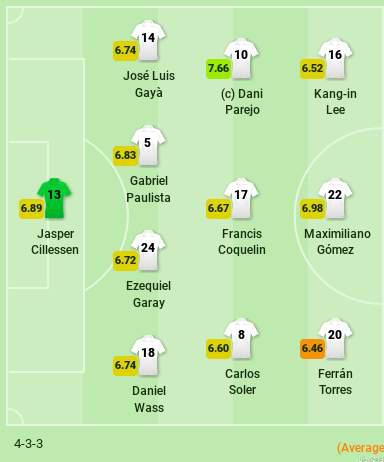 14
6.74
José Luis
Gayà
10
7.66
(c) Dani
Parejo
16
6.52
Kang-in
Lee
5
6.83
Gabriel
Paulista
13
6.89
Jasper
Cillessen
17
6.67
Francis
Coquelin
22
6.98
Maximiliano
Gómez
24
6.72
Ezequiel
Garay
18
6.74
Daniel
Wass
8
6.60
Carlos
Soler
20
6.46
Ferrán
Torres
4-3-3
(Average